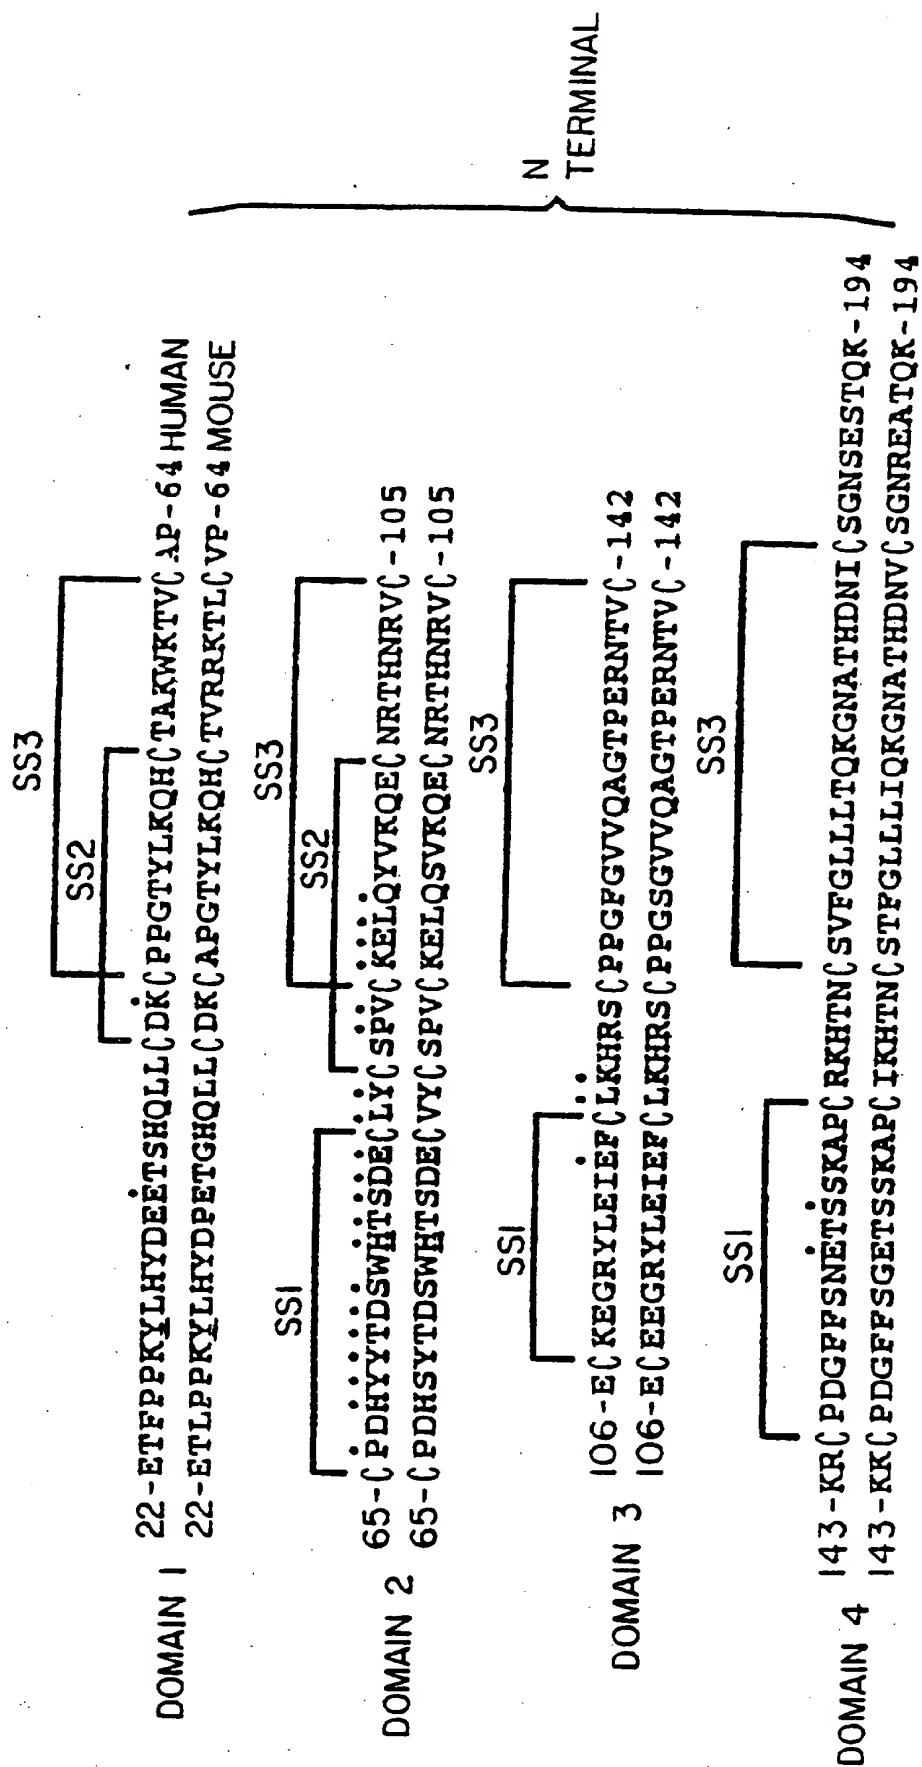 SS3
SS2
DOMAIN 1
22-ETFPPKYLHYDEETSHQLLCDKCPPGTYLKQHCTAKWKTVCAP-64 HUMAN
22-ETLPPKYLHYDPETGHQLLCDKCAPGTYLKQHCTVRRKTLCVP-64 MOUSE
SS3
SS1
SS2
DOMAIN 2
65-CPDHYYTDSWHTSDECLYCSPVCKELQYVKQECNRTHNRVC-105
65-CPDHSYTDSWHTSDECVYCSPVCKELQSVKQECNRTHNRVC-105
SS1
SS3
DOMAIN 3
106-ECKEGRYLEIEFCLKHRSCPPGFGVVQAGTPERNTVC-142
106-ECEEGRYLEIEFCLKHRSCPPGSGVVQAGTPERNTVC-142
SS1
SS3
DOMAIN 4
143-KRCPDGFFSNETSSKAPCRKHTNCSVFGLLLTQKGNATHDNICSGNSESTQK-194
143-KKCPDGFFSGETSSKAPCIKHTNCSTFGLLLIQKGNATHDNVCSGNREATQK-194
N
TERMINAL